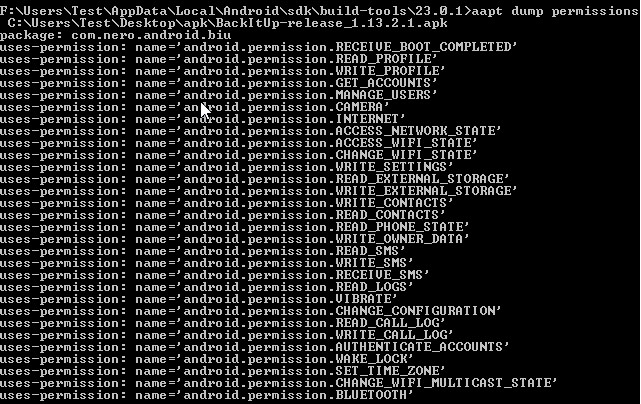 F:\Users\Test\AppData\Local\Android\sdk\build-tools\23.0.1>aapt dump permissions
C:\Users\Test\Desktop\apk\BackItUp-release_1.13.2.1.apk
package: com.nero.android.biu
uses-permission: name='android.permission.RECEIVE_BOOT_COMPLETED'
uses-permission: name='android.permission.READ_PROFILE'
uses-permission: name='android.permission.WRITE_PROFILE'
uses-permission: name='android.permission.GET_ACCOUNTS'
uses-permission: name='android.permission.MANAGE_USERS'
uses-permission: name='android.permission.CAMERA'
uses-permission: name='android.permission.INTERNET'
uses-permission: name='android.permission.ACCESS_NETWORK_STATE'
uses-permission: name='android.permission.ACCESS_WIFI_STATE'
uses-permission: name='android.permission.CHANGE_WIFI_STATE'
uses-permission: name='android.permission.WRITE_SETTINGS'
uses-permission: name='android.permission.READ_EXTERNAL_STORAGE'
uses-permission: name='android.permission.WRITE_EXTERNAL_STORAGE'
uses-permission: name='android.permission.WRITE_CONTACTS'
uses-permission: name='android.permission.READ_CONTACTS'
uses-permission: name='android.permission.READ_PHONE_STATE'
uses-permission: name='android.permission.WRITE_OWNER_DATA'
uses-permission: name='android.permission.READ_SMS'
uses-permission: name='android.permission.WRITE_SMS'
uses-permission: name='android.permission.RECEIVE_SMS'
uses-permission: name='android.permission.READ_LOGS'
uses-permission: name='android.permission.VIBRATE'
uses-permission: name='android.permission.CHANGE_CONFIGURATION'
uses-permission: name='android.permission.READ_CALL_LOG'
uses-permission: name='android.permission.WRITE_CALL_LOG'
uses-permission: name='android.permission.AUTHENTICATE_ACCOUNTS'
uses-permission: name='android.permission.WAKE_LOCK'
uses-permission: name='android.permission.SET_TIME_ZONE'
uses-permission: name='android.permission.CHANGE_WIFI_MULTICAST_STATE'
uses-permission: name='android.permission.BLUETOOTH'